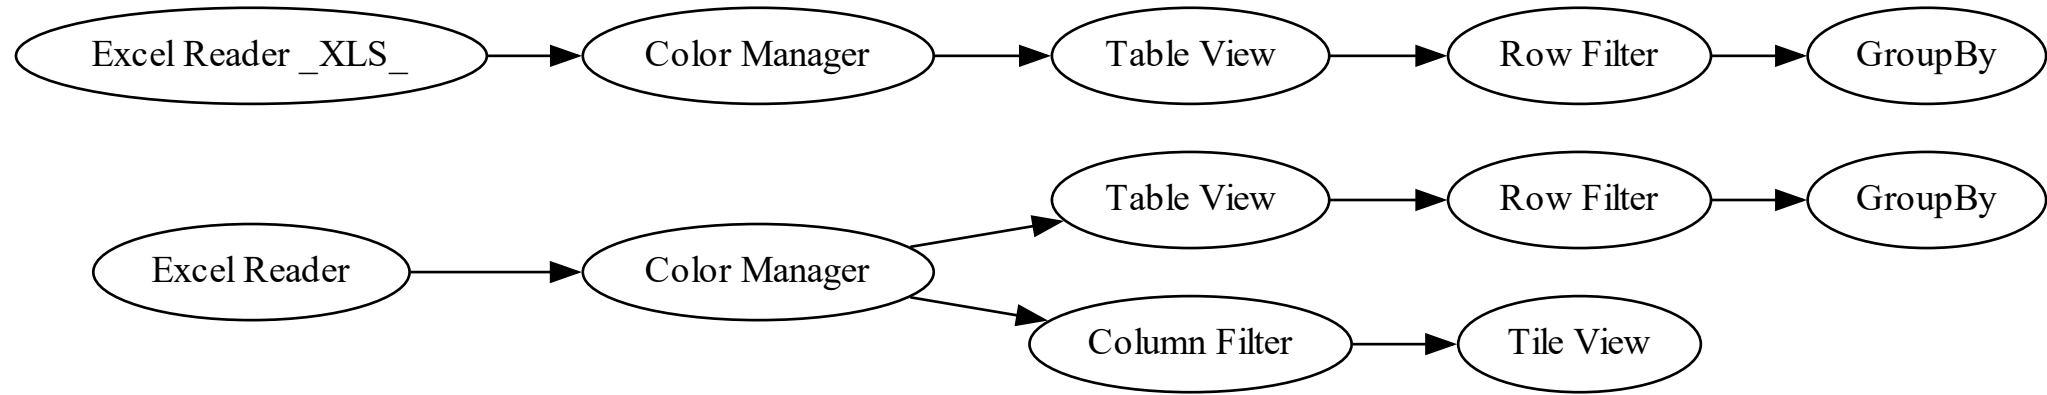 Excel Reader _XLS_
Color Manager
Table View
Row Filter
GroupBy
Table View
Row Filter
GroupBy
Excel Reader
Color Manager
Column Filter
Tile View